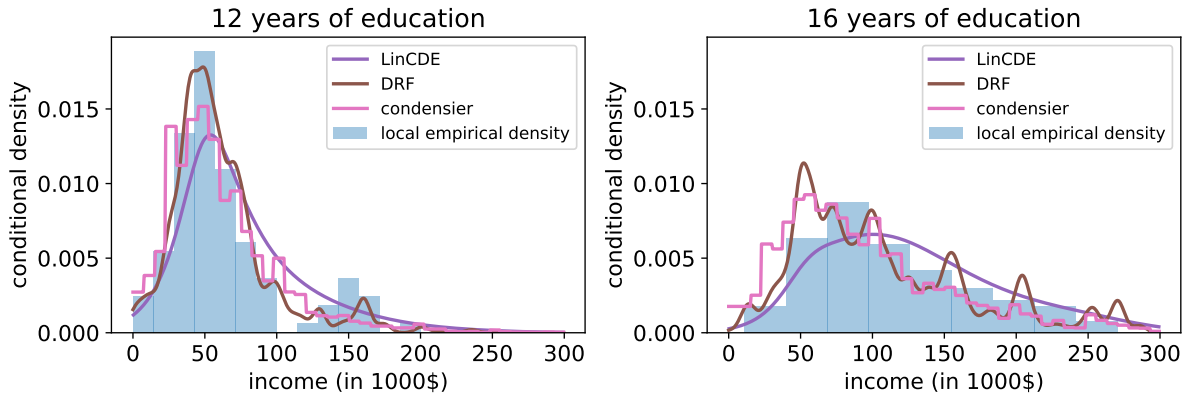 12 years of education
conditional density
0.015
0.010
0.005
0.000
LinCDE
DRF
condensier
local empirical density
0 50 100 150 200 250 300
income (in 1000$)
16 years of education
conditional density
0.015
0.010
0.005
0.000
LinCDE
DRF
condensier
local empirical density
0 50 100 150 200 250 300
income (in 1000$)